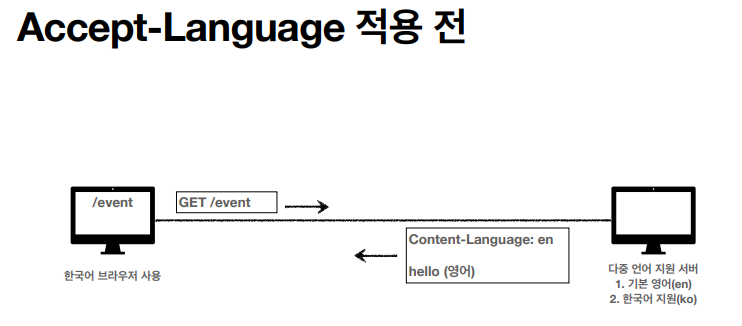 Accept-Language 적용 전
/event
GET /event
Content-Language: en
hello (영어)
한국어 브라우저 사용
다중 언어 지원 서버
1. 기본 영어(en)
2. 한국어 지원(ko)